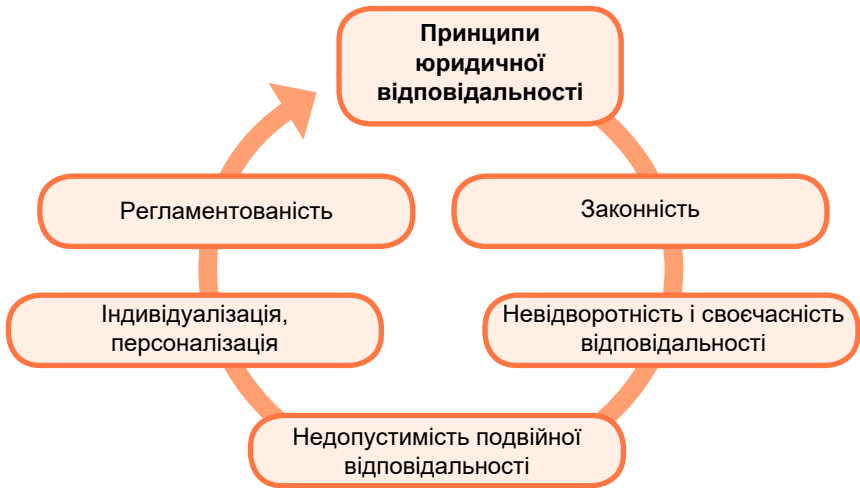 Принципи
юридичної
відповідальності
Регламентованість
Законність
Індивідуалізація,
персоналізація
Невідворотність і своєчасність
відповідальності
Недопустимість подвійної
відповідальності